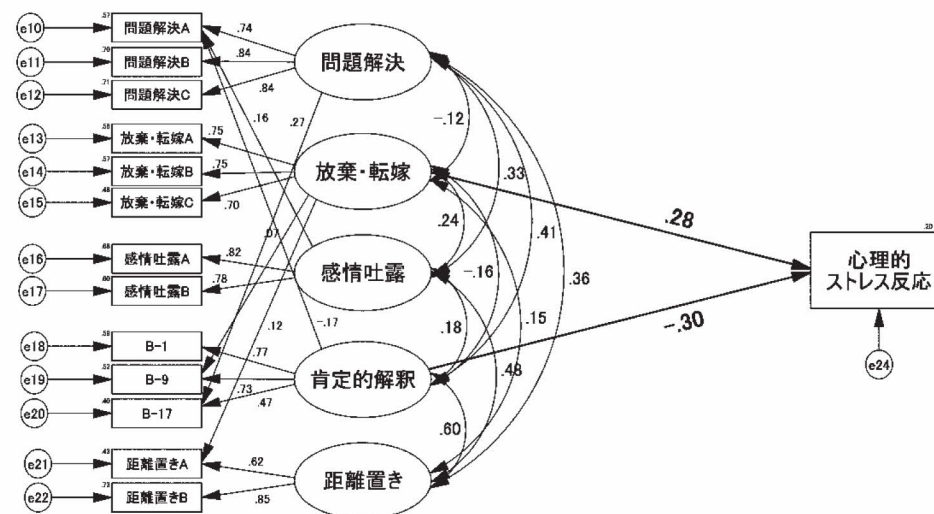 .57
e10
問題解決A
.74
.70
e11
問題解決B
.84
.71
e12
問題解決C
.84
問題解決
.16
.27
-.12
e13
放棄・転嫁A
.75
.57
e14
放棄・転嫁B
.75
e15
放棄・転嫁C
.70
放棄・転嫁
.33
.28
.07
.24
.41
.20
.68
e16
感情吐露A
.82
感情吐露
-.16
.36
心理的
ストレス反応
.60
e17
感情吐露B
.78
.12
-.17
.18
.15
-.30
e18
B-1
.77
.52
e19
B-9
.73
肯定的解釈
.48
e24
e20
B-17
.47
.60
e21
距離置きA
.62
距離置き
e22
距離置きB
.85